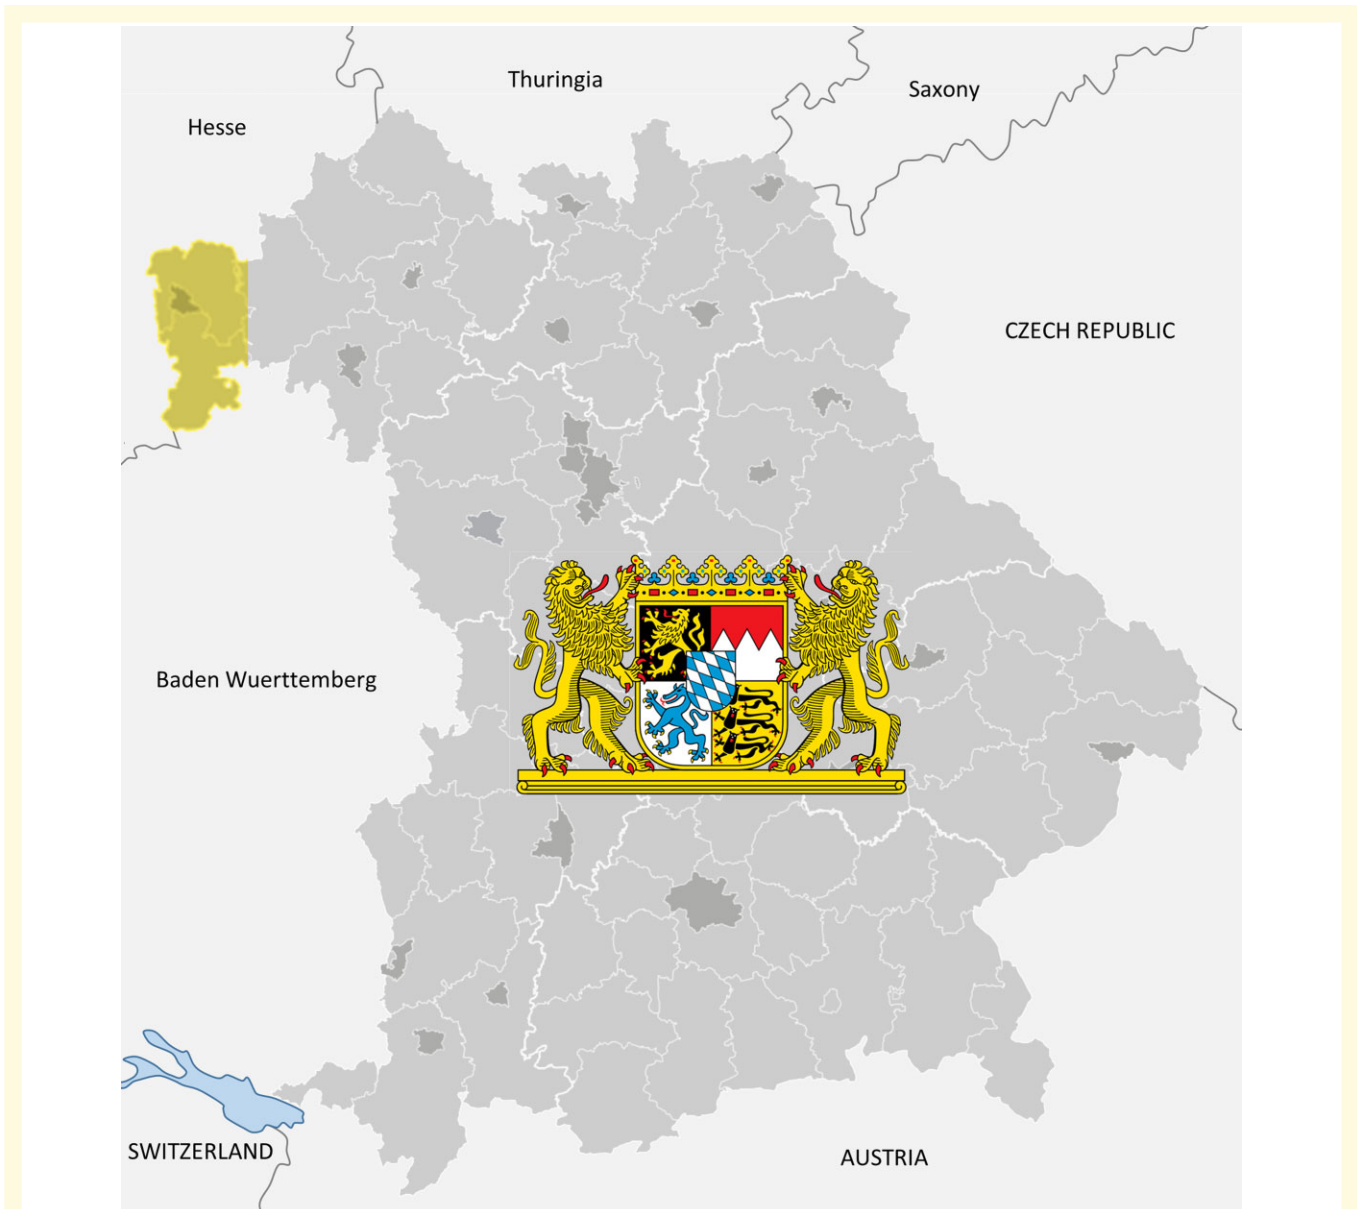 Thuringia
Saxony
Hesse
CZECH REPUBLIC
Baden Wuerttemberg
SWITZERLAND
AUSTRIA